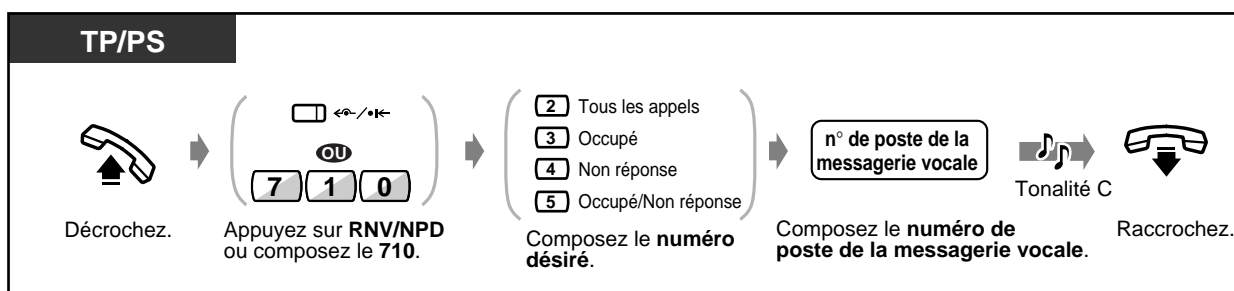 TP/PS
OU
7 1 0
2 Tous les appels
3 Occupé
4 Non réponse
5 Occupé/Non réponse
n° de poste de la
messagerie vocale
Tonalité C
Décrochez.
Appuyez sur RNV/NPD
ou composez le 710.
Composez le numéro
désiré.
Composez le numéro de
poste de la messagerie vocale.
Raccrochez.